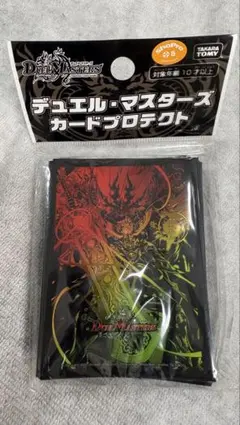 DUEL MASTERS
TAKARA TOMY
対象年齢 10才以上
デュエル・マスターズ
カードプロテクト
DUEL MASTERS